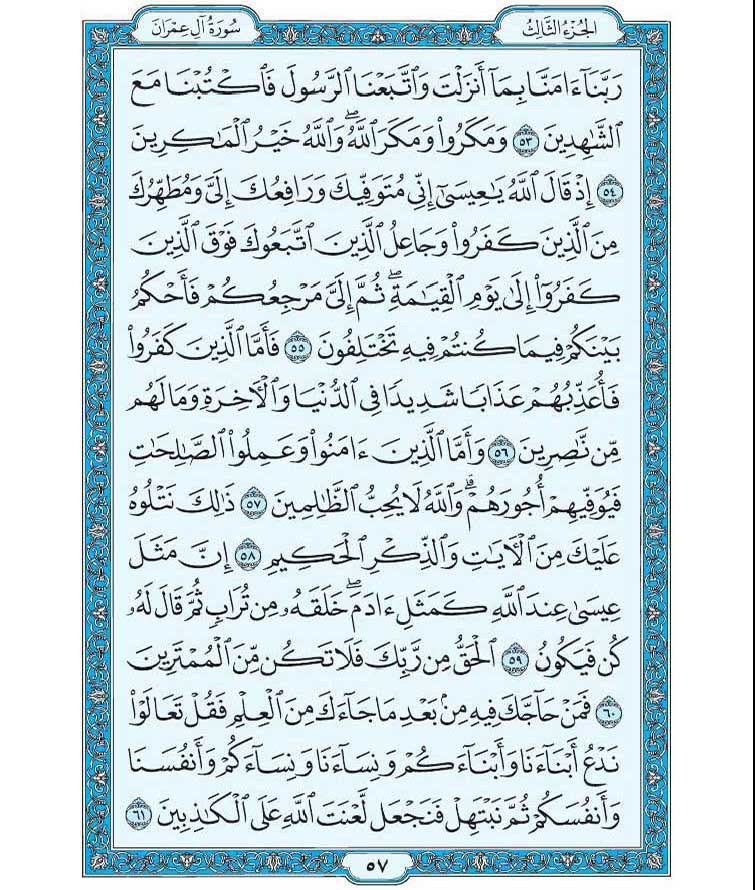 الجزء الثالث
سورة آل عمران
رَبَّنَآ ءَامَنَّا بِمَآ أَنزَلْتَ وَٱتَّبَعْنَا ٱلرَّسُولَ فَٱكْتُبْنَا مَعَ
ٱلشَّٰهِدِينَ ٥٣ وَمَكَرُوا۟ وَمَكَرَ ٱللَّهُ ۖ وَٱللَّهُ خَيْرُ ٱلْمَٰكِرِينَ
٥٤ إِذْ قَالَ ٱللَّهُ يَٰعِيسَىٰٓ إِنِّى مُتَوَفِّيكَ وَرَافِعُكَ إِلَىَّ وَمُطَهِّرُكَ
مِنَ ٱلَّذِينَ كَفَرُوا۟ وَجَاعِلُ ٱلَّذِينَ ٱتَّبَعُوكَ فَوْقَ ٱلَّذِينَ
كَفَرُوٓا۟ إِلَىٰ يَوْمِ ٱلْقِيَٰمَةِ ۖ ثُمَّ إِلَىَّ مَرْجِعُكُمْ فَأَحْكُمُ
بَيْنَكُمْ فِيمَا كُنتُمْ فِيهِ تَخْتَلِفُونَ ٥٥ فَأَمَّا ٱلَّذِينَ كَفَرُوا۟
فَأُعَذِّبُهُمْ عَذَابًا شَدِيدًا فِى ٱلدُّنْيَا وَٱلْءَاخِرَةِ وَمَا لَهُم
مِّن نَّٰصِرِينَ ٥٦ وَأَمَّا ٱلَّذِينَ ءَامَنُوا۟ وَعَمِلُوا۟ ٱلصَّٰلِحَٰتِ
فَيُوَفِّيهِمْ أُجُورَهُمْ ۗ وَٱللَّهُ لَا يُحِبُّ ٱلظَّٰلِمِينَ ٥٧ ذَٰلِكَ نَتْلُوهُ
عَلَيْكَ مِنَ ٱلْءَايَٰتِ وَٱلذِّكْرِ ٱلْحَكِيمِ ٥٨ إِنَّ مَثَلَ
عِيسَىٰ عِندَ ٱللَّهِ كَمَثَلِ ءَادَمَ ۖ خَلَقَهُۥ مِن تُرَابٍ ثُمَّ قَالَ لَهُۥ
كُن فَيَكُونُ ٥٩ ٱلْحَقُّ مِن رَّبِّكَ فَلَا تَكُن مِّنَ ٱلْمُمْتَرِينَ
٦٠ فَمَنْ حَآجَّكَ فِيهِ مِنۢ بَعْدِ مَا جَآءَكَ مِنَ ٱلْعِلْمِ فَقُلْ تَعَالَوْا۟
نَدْعُ أَبْنَآءَنَا وَأَبْنَآءَكُمْ وَنِسَآءَنَا وَنِسَآءَكُمْ وَأَنفُسَنَا
وَأَنفُسَكُمْ ثُمَّ نَبْتَهِلْ فَنَجْعَل لَّعْنَتَ ٱللَّهِ عَلَى ٱلْكَٰذِبِينَ ٦١
٥٧